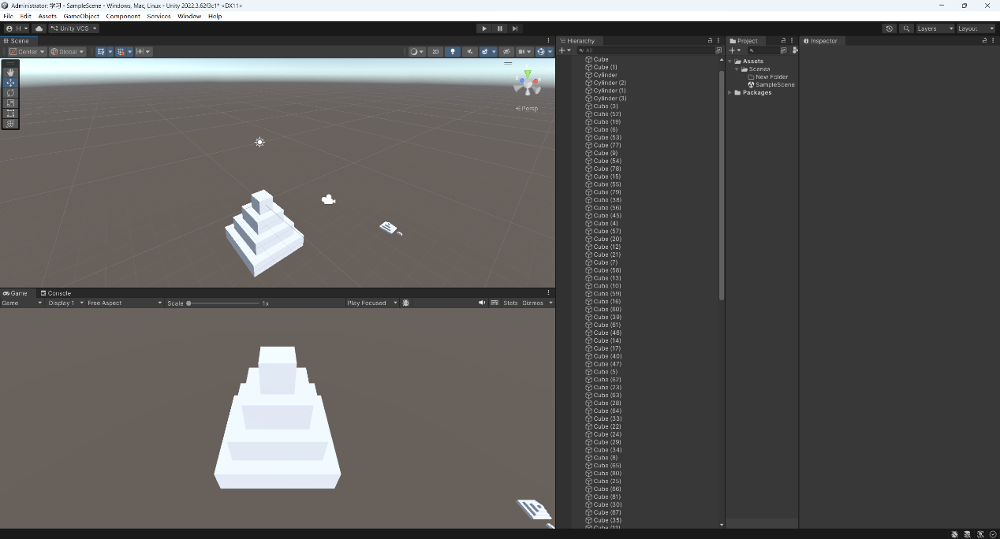 Administrator: 学习 - SampleScene - Windows, Mac, Linux - Unity 2022.3.62f3c1* <DX11>
File Edit Assets GameObject Component Services Window Help
H Unity VCS Layers Layout
Scene
Center Global 2D
Persp
Game Console
Game Display 1 Free Aspect Scale 1x Play Focused Stats Gizmos
Hierarchy
All
Cube
Cube (1)
Cylinder
Cylinder (2)
Cylinder (1)
Cylinder (3)
Cube (3)
Cube (52)
Cube (19)
Cube (6)
Cube (53)
Cube (77)
Cube (9)
Cube (54)
Cube (78)
Cube (15)
Cube (55)
Cube (79)
Cube (38)
Cube (56)
Cube (45)
Cube (4)
Cube (57)
Cube (20)
Cube (12)
Cube (21)
Cube (7)
Cube (58)
Cube (13)
Cube (10)
Cube (59)
Cube (16)
Cube (60)
Cube (39)
Cube (61)
Cube (46)
Cube (14)
Cube (17)
Cube (40)
Cube (47)
Cube (5)
Cube (62)
Cube (23)
Cube (63)
Cube (28)
Cube (64)
Cube (33)
Cube (22)
Cube (24)
Cube (29)
Cube (34)
Cube (8)
Cube (65)
Cube (80)
Cube (25)
Cube (66)
Cube (81)
Cube (30)
Cube (67)
Cube (35)
Cube (11)
Project
Assets
Scenes
New Folder
SampleScene
Packages
Inspector